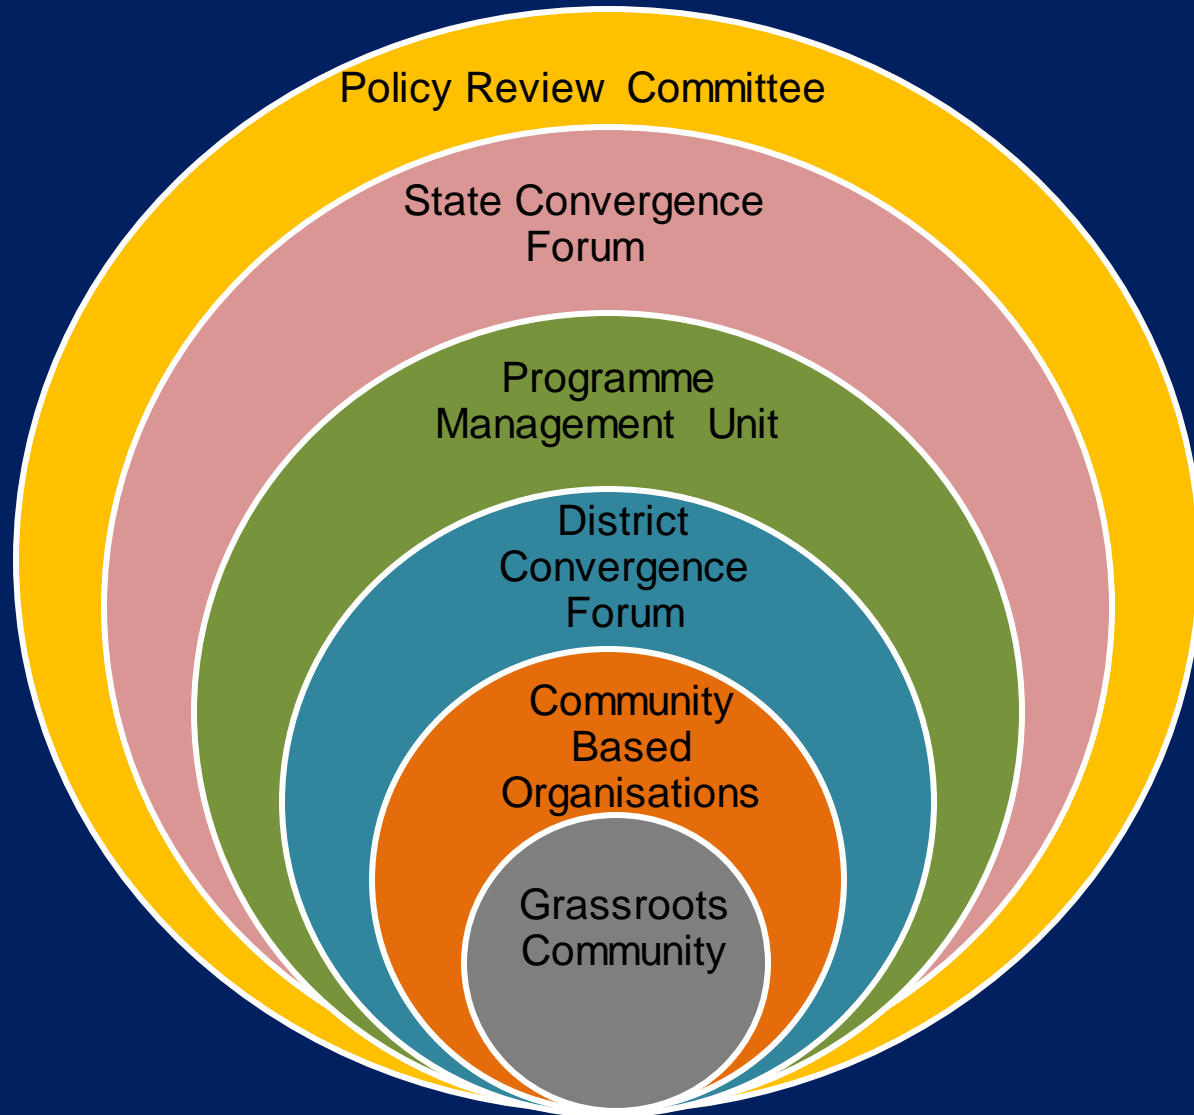 Policy Review Committee
State Convergence
Forum
Programme
Management Unit
District
Convergence
Forum
Community
Based
Organisations
Grassroots
Community